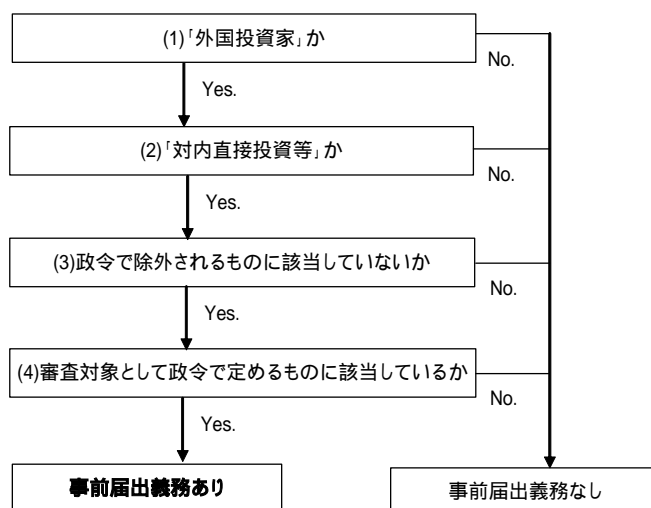 (1)「外国投資家」か
No.
Yes.
(2)「対内直接投資等」か
No.
Yes.
(3)政令で除外されるものに該当していないか
No.
Yes.
(4)審査対象として政令で定めるものに該当しているか
No.
Yes.
事前届出義務あり
事前届出義務なし